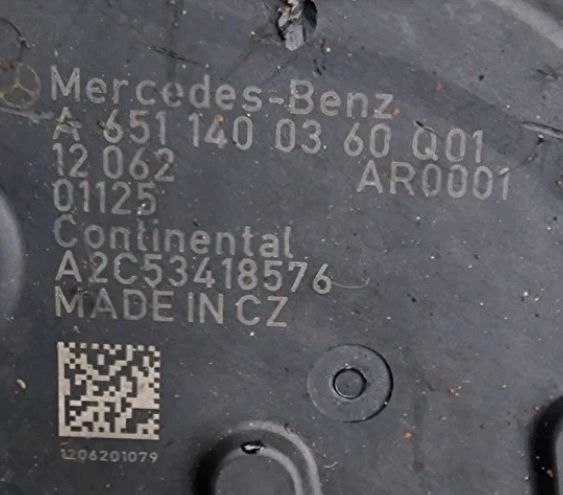 Mercedes-Benz
A 651 140 03 60 Q01
12 062 AR0001
01125
Continental
A2C53418576
MADE IN CZ
1206201079